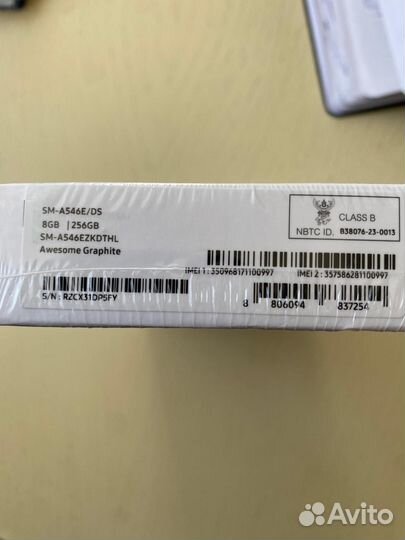 SM-A546E/DS
8GB | 256GB
SM-A546EZKDTHL
Awesome Graphite
CLASS B
NBTC ID. B38076-23-0013
IMEI 1 : 350968171100997
IMEI 2 : 357586281100997
S/N : RZCX31DP5FY
8 806094 837254
Avito